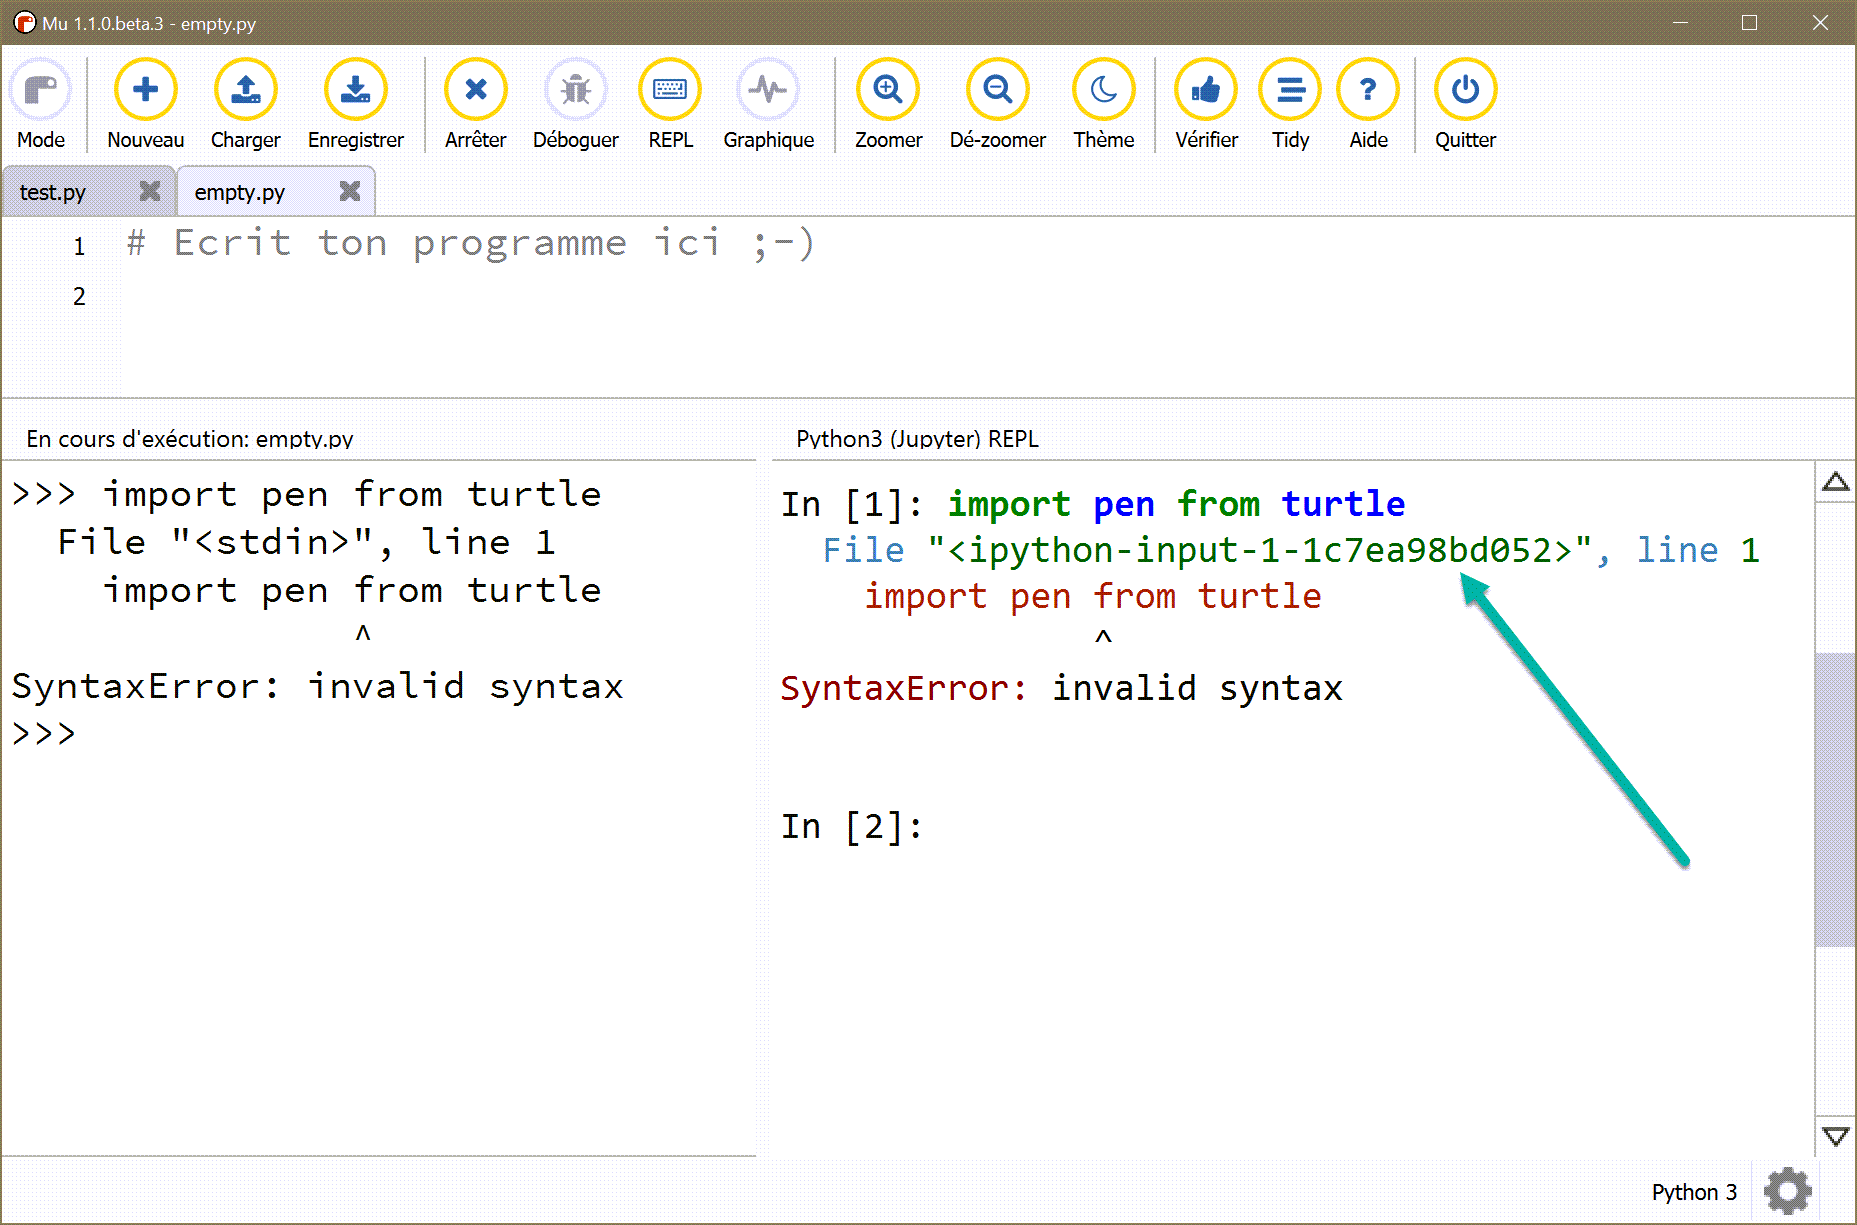 Mu 1.1.0.beta.3 - empty.py
Mode Nouveau Charger Enregistrer Arrêter Déboguer REPL Graphique Zoomer Dé-zoomer Thème Vérifier Tidy Aide Quitter
test.py empty.py
1 # Ecrit ton programme ici ;-)
2
En cours d'exécution: empty.py
>>> import pen from turtle
  File "<stdin>", line 1
    import pen from turtle
               ^
SyntaxError: invalid syntax
>>>
Python3 (Jupyter) REPL
In [1]: import pen from turtle
  File "<ipython-input-1-1c7ea98bd052>", line 1
    import pen from turtle
               ^
SyntaxError: invalid syntax
In [2]:
Python 3